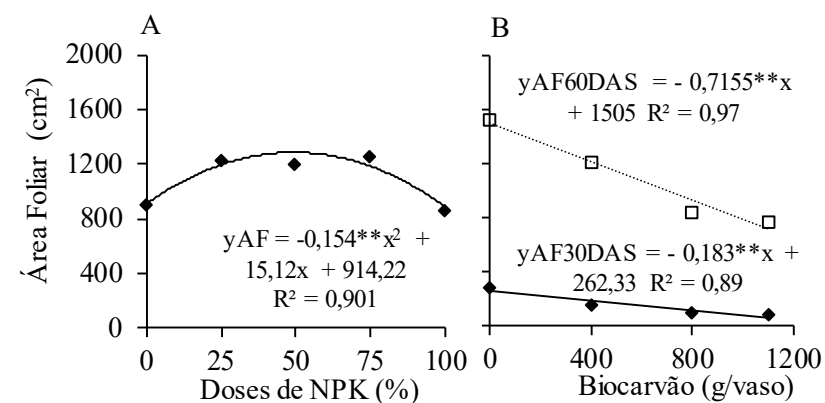 A
Área Foliar (cm²)
2000
1600
1200
800
400
0
yAF = -0,154**x² +
15,12x + 914,22
R² = 0,901
0 25 50 75 100
Doses de NPK (%)
B
yAF60DAS = - 0,7155**x
+ 1505 R² = 0,97
yAF30DAS = - 0,183**x +
262,33 R² = 0,89
0 400 800 1200
Biocarvão (g/vaso)